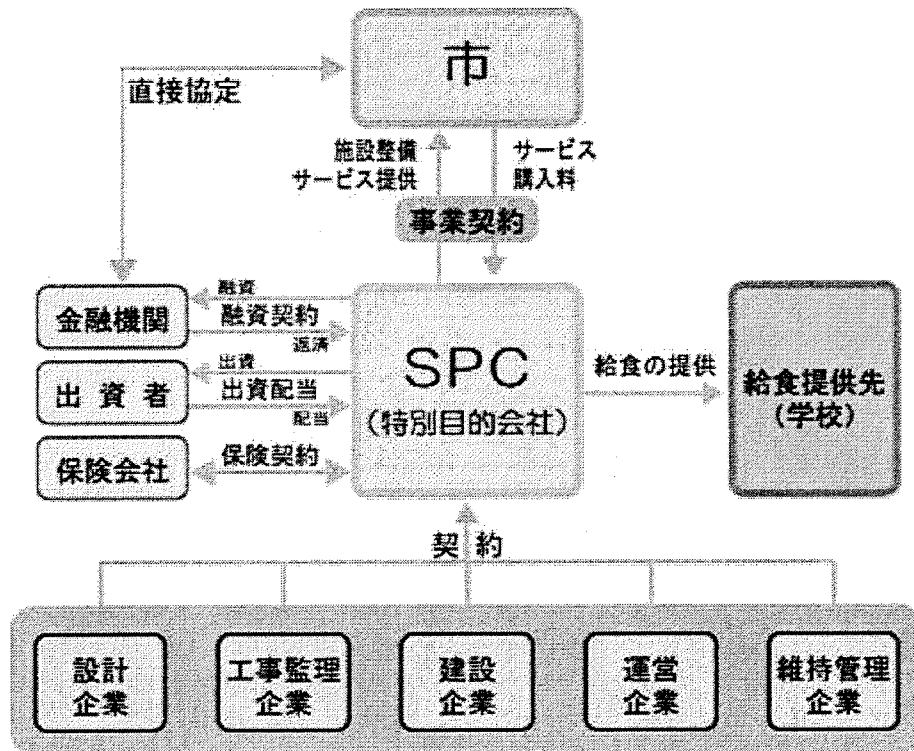 市
直接協定
施設整備
サービス提供
サービス
購入料
事業契約
金融機関
融資
融資契約
返済
出資者
出資
出資配当
配当
保険会社
保険契約
SPC
(特別目的会社)
給食の提供
給食提供先
(学校)
契約
設計
企業
工事監理
企業
建設
企業
運営
企業
維持管理
企業